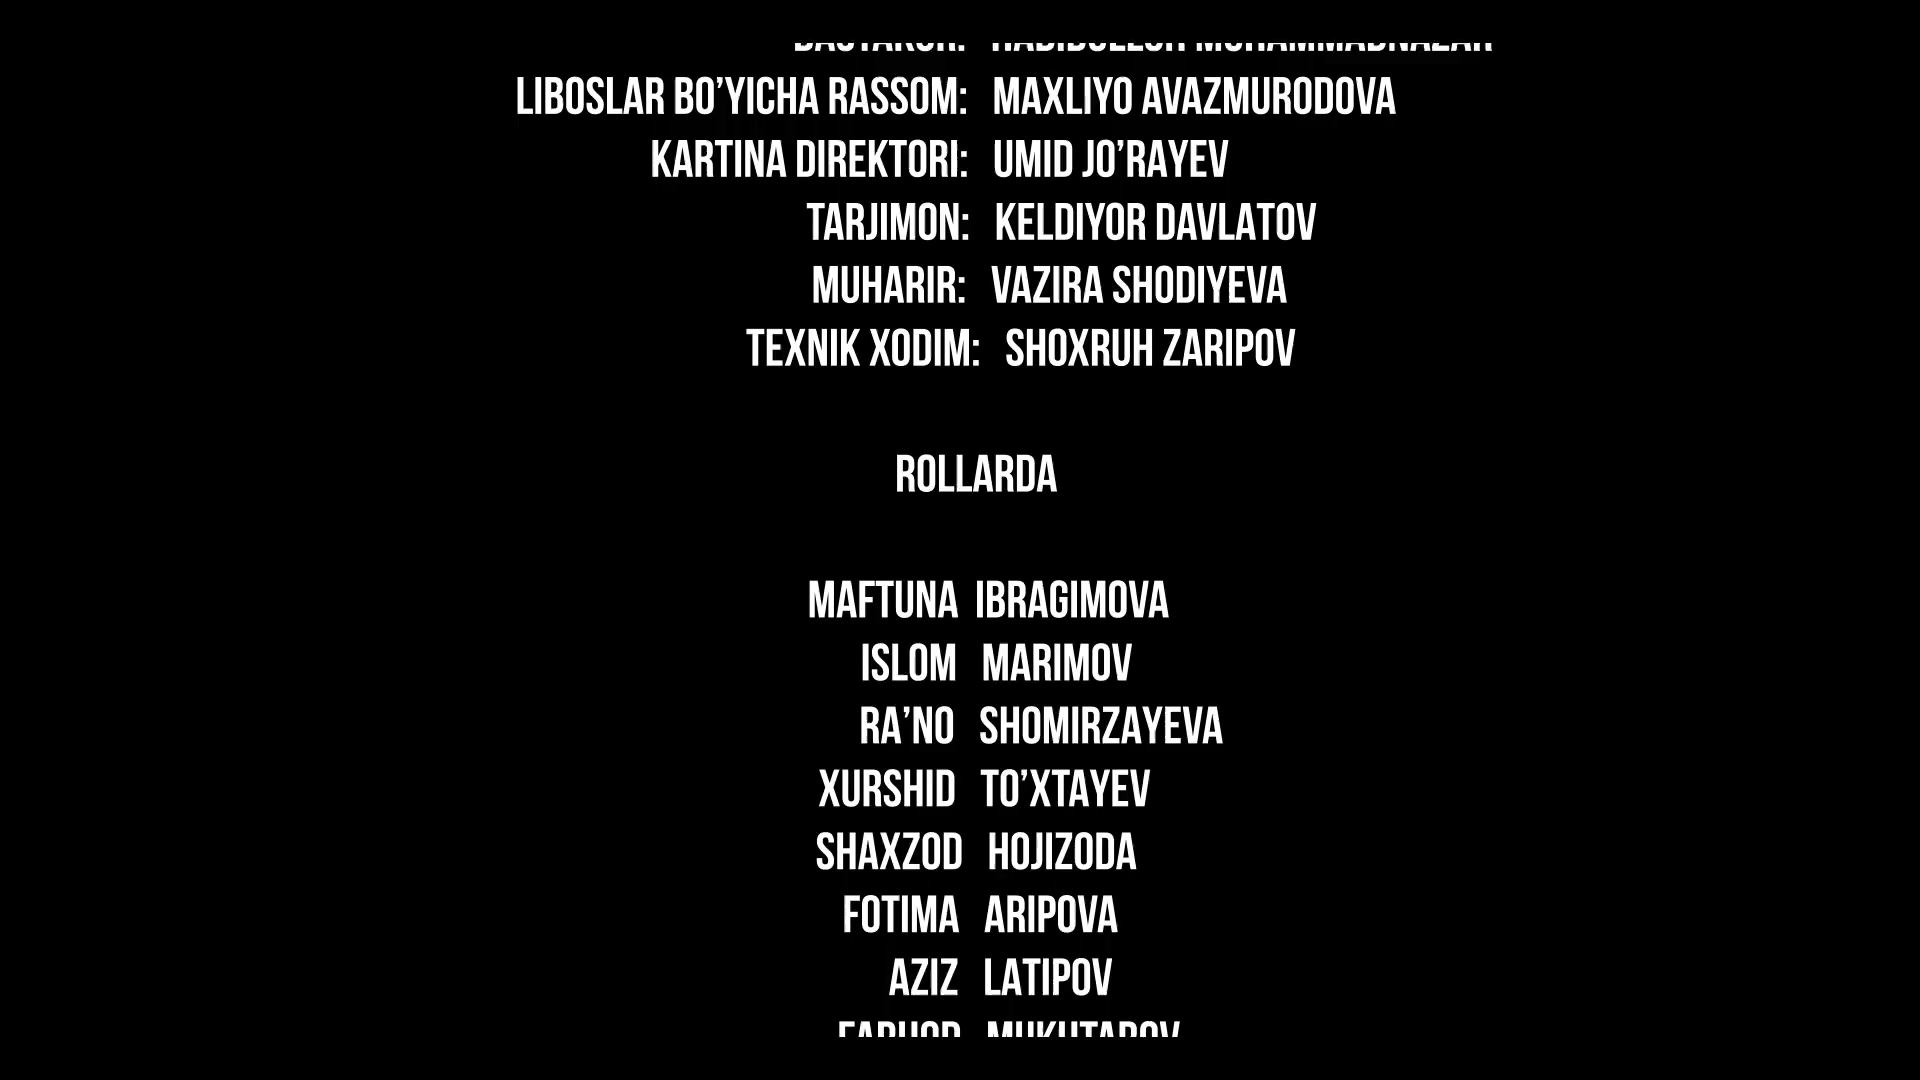 LIBOSLAR BO’YICHA RASSOM: MAXLIYO AVAZMURODOVA
KARTINA DIREKTORI: UMID JO’RAYEV
TARJIMON: KELDIYOR DAVLATOV
MUHARIR: VAZIRA SHODIYEVA
TEXNIK XODIM: SHOXRUH ZARIPOV
ROLLARDA
MAFTUNA IBRAGIMOVA
ISLOM MARIMOV
RA’NO SHOMIRZAYEVA
XURSHID TO’XTAYEV
SHAXZOD HOJIZODA
FOTIMA ARIPOVA
AZIZ LATIPOV